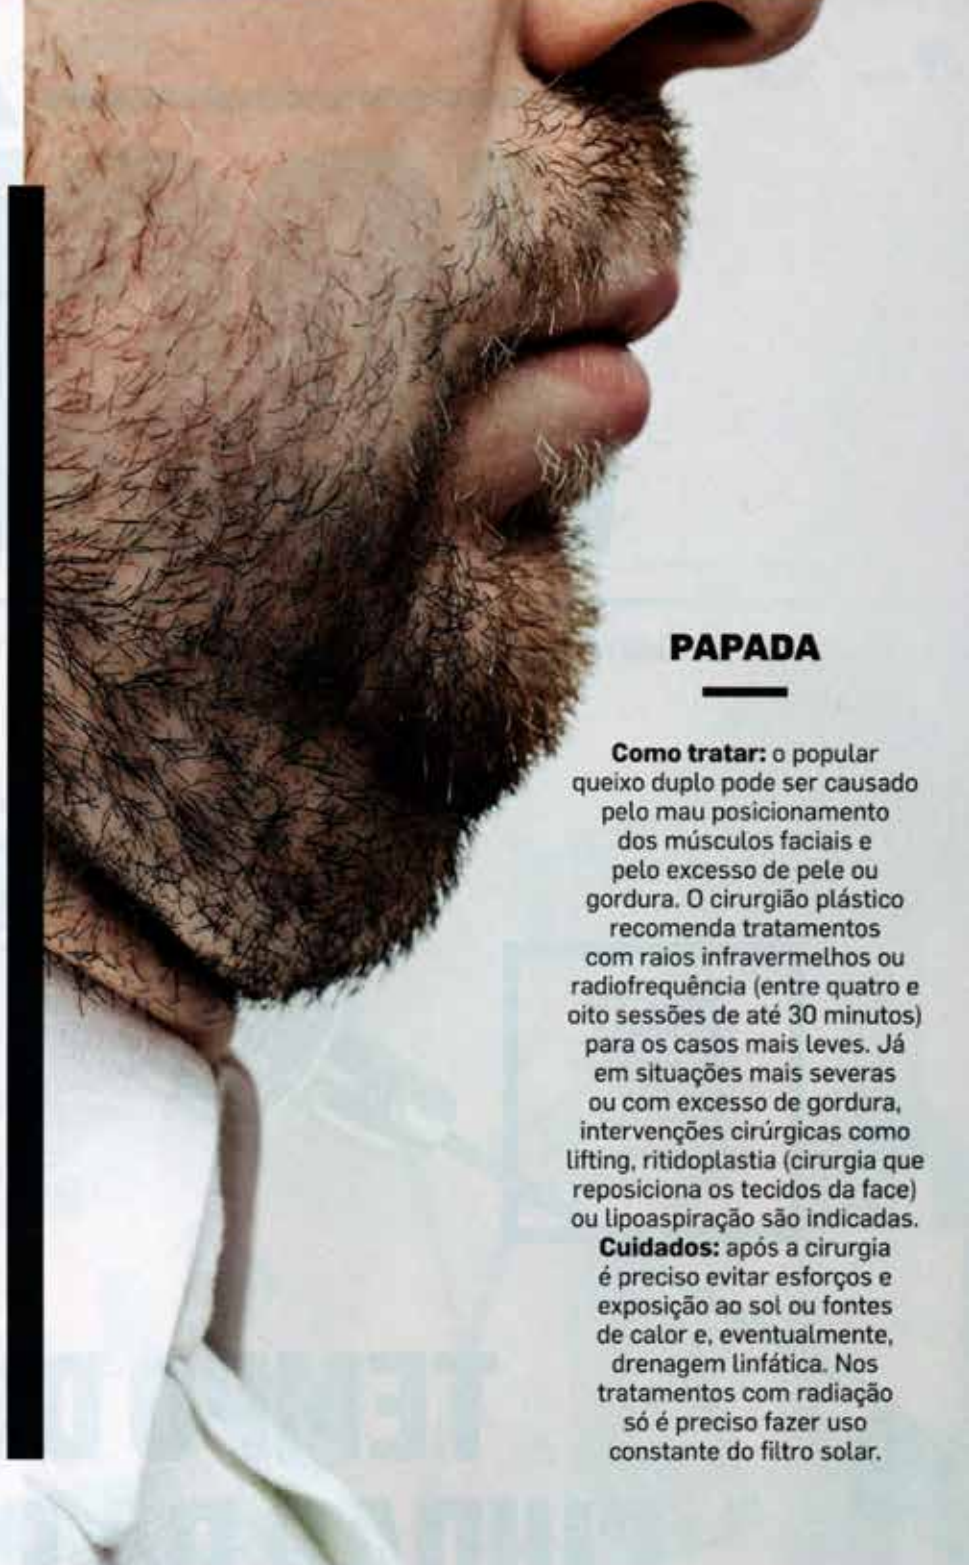 PAPADA
Como tratar: o popular
queixo duplo pode ser causado
pelo mau posicionamento
dos músculos faciais e
pelo excesso de pele ou
gordura. O cirurgião plástico
recomenda tratamentos
com raios infravermelhos ou
radiofrequência (entre quatro e
oito sessões de até 30 minutos)
para os casos mais leves. Já
em situações mais severas
ou com excesso de gordura,
intervenções cirúrgicas como
lifting, ritidoplastia (cirurgia que
reposiciona os tecidos da face)
ou lipoaspiração são indicadas.
Cuidados: após a cirurgia
é preciso evitar esforços e
exposição ao sol ou fontes
de calor e, eventualmente,
drenagem linfática. Nos
tratamentos com radiação
só é preciso fazer uso
constante do filtro solar.